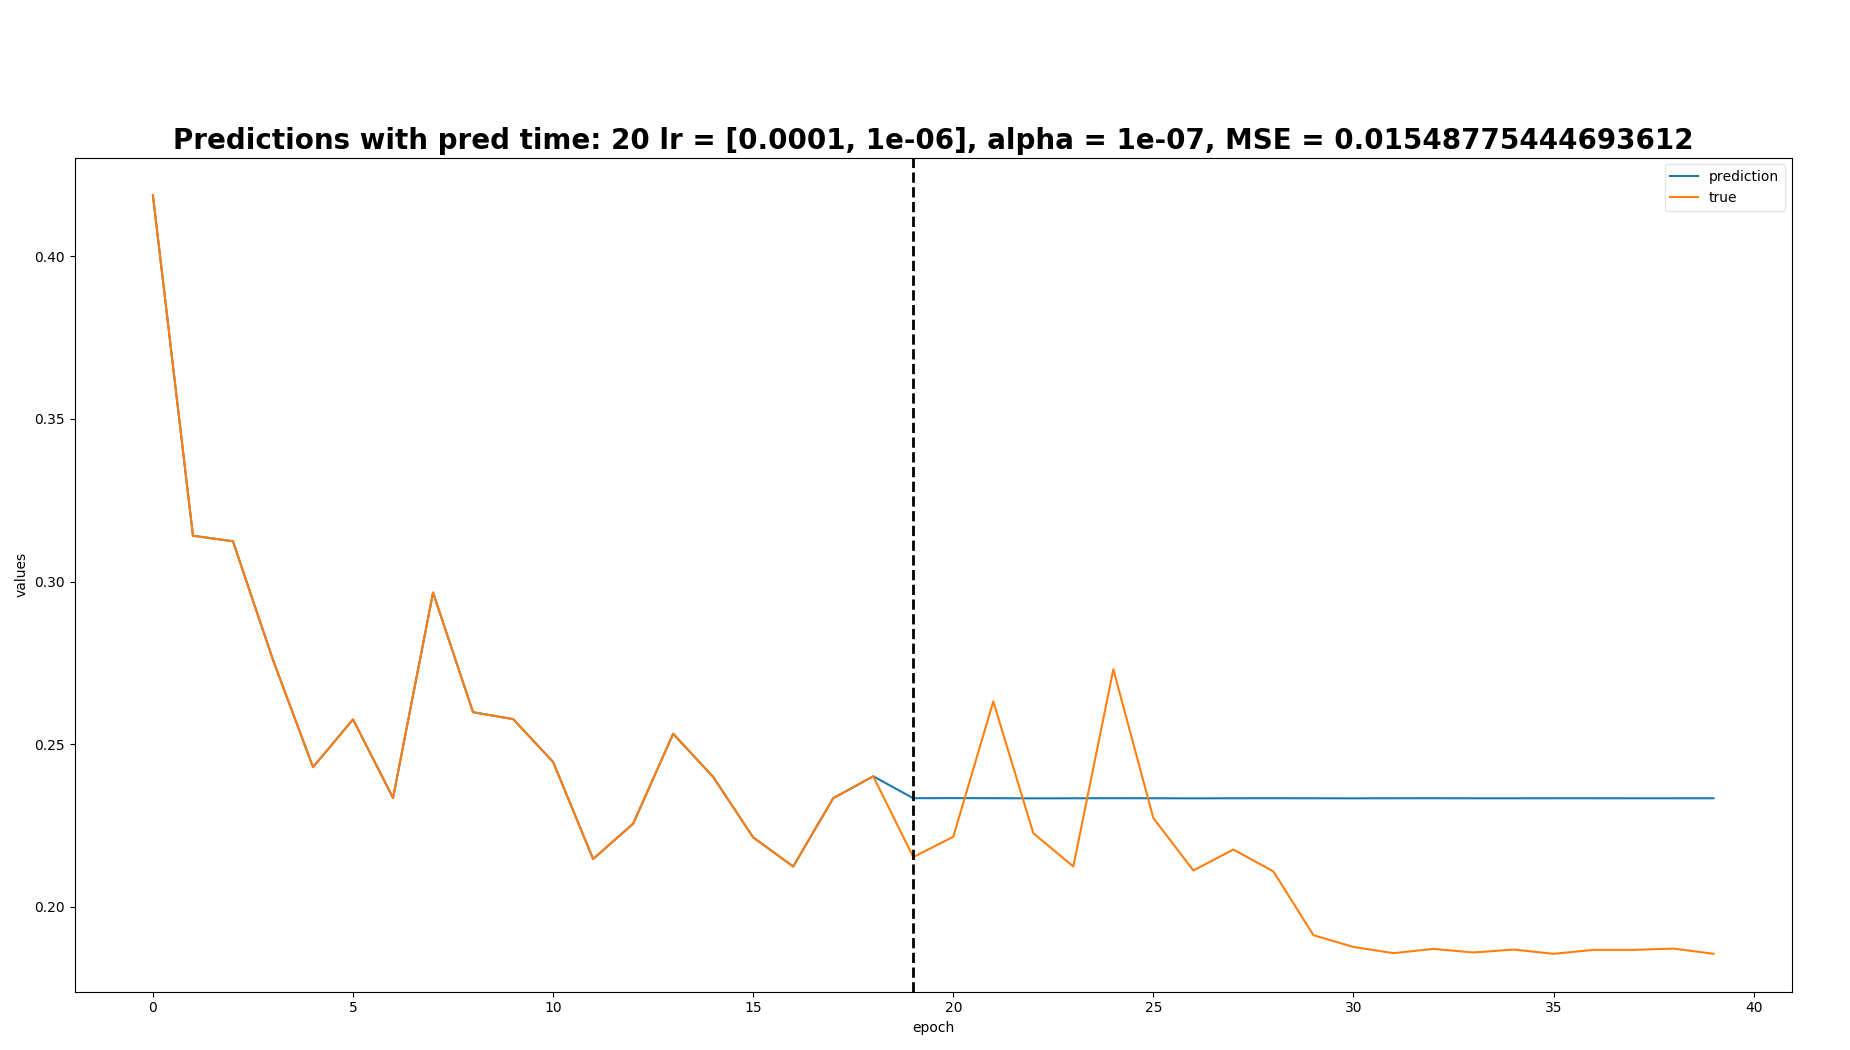 Predictions with pred time: 20 lr = [0.0001, 1e-06], alpha = 1e-07, MSE = 0.01548775444693612
prediction
true
0.40
0.35
0.30
0.25
0.20
values
0 5 10 15 20 25 30 35 40
epoch